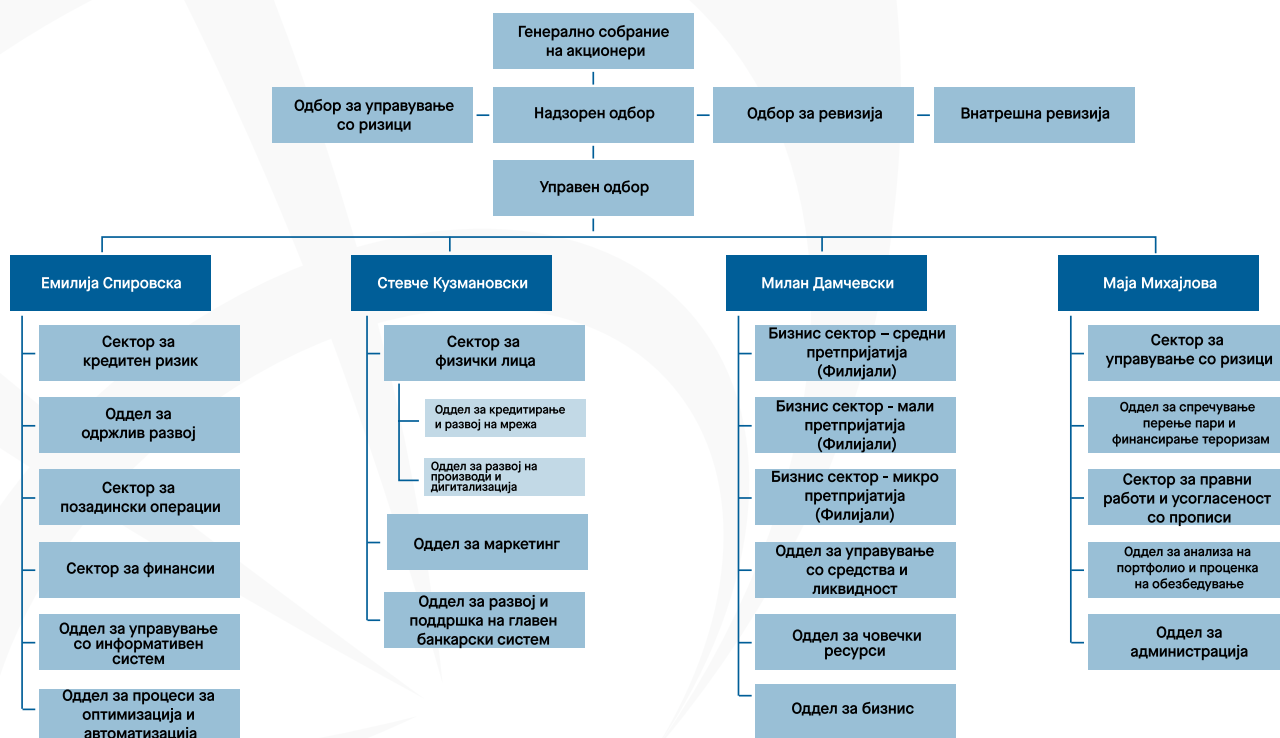 Генерално собрание
на акционери
Одбор за управување
со ризици
Надзорен одбор
Одбор за ревизија
Внатрешна ревизија
Управен одбор
Емилија Спировска
Сектор за
кредитен ризик
Оддел за
одржлив развој
Сектор за
позадински операции
Сектор за финансии
Оддел за управување
со информативен
систем
Оддел за процеси за
оптимизација и
автоматизација
Стевче Кузмановски
Сектор за
физички лица
Оддел за кредитирање
и развој на мрежа
Оддел за развој на
производи и
дигитализација
Оддел за маркетинг
Оддел за развој и
поддршка на главен
банкарски систем
Милан Дамчевски
Бизнис сектор – средни
претпријатија
(Филијали)
Бизнис сектор - мали
претпријатија
(Филијали)
Бизнис сектор - микро
претпријатија
(Филијали)
Оддел за управување
со средства и
ликвидност
Оддел за човечки
ресурси
Оддел за бизнис
Маја Михајлова
Сектор за
управување со ризици
Оддел за спречување
перење пари и
финансирање тероризам
Сектор за правни
работи и усогласеност
со прописи
Оддел за анализа на
портфолио и проценка
на обезбедување
Оддел за
администрација